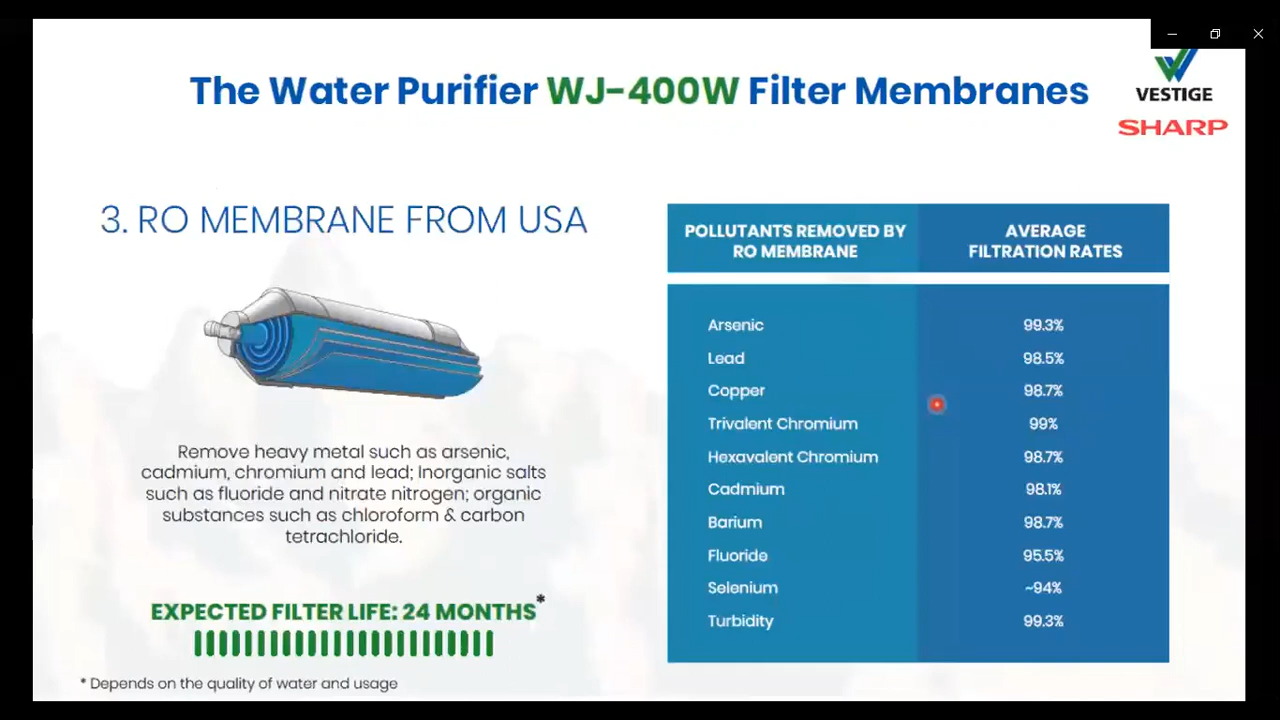 The Water Purifier WJ-400W Filter Membranes
VESTIGE
SHARP
3. RO MEMBRANE FROM USA
Remove heavy metal such as arsenic,
cadmium, chromium and lead; Inorganic salts
such as fluoride and nitrate nitrogen; organic
substances such as chloroform & carbon
tetrachloride.
EXPECTED FILTER LIFE: 24 MONTHS*
* Depends on the quality of water and usage
POLLUTANTS REMOVED BY
RO MEMBRANE
AVERAGE
FILTRATION RATES
Arsenic 99.3%
Lead 98.5%
Copper 98.7%
Trivalent Chromium 99%
Hexavalent Chromium 98.7%
Cadmium 98.1%
Barium 98.7%
Fluoride 95.5%
Selenium ~94%
Turbidity 99.3%